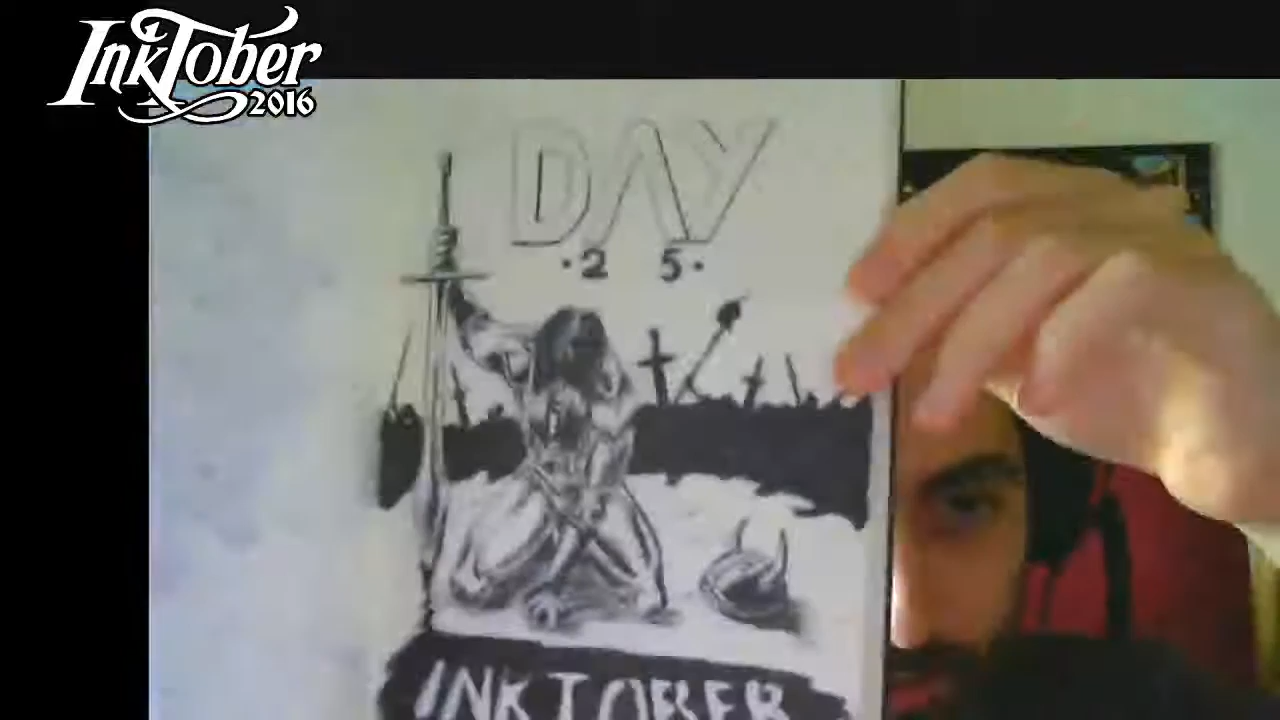 InkTober
2016
DAY
·2 5·
INKTOBER